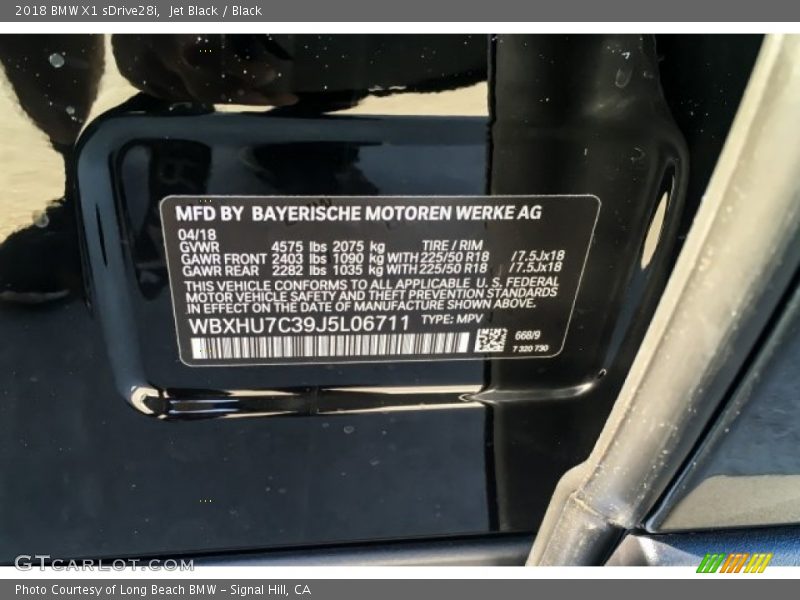 2018 BMW X1 sDrive28i, Jet Black / Black
MFD BY BAYERISCHE MOTOREN WERKE AG
04/18
GVWR 4575 lbs 2075 kg TIRE / RIM
GAWR FRONT 2403 lbs 1090 kg WITH 225/50 R18 /7.5Jx18
GAWR REAR 2282 lbs 1035 kg WITH 225/50 R18 /7.5Jx18
THIS VEHICLE CONFORMS TO ALL APPLICABLE U.S. FEDERAL
MOTOR VEHICLE SAFETY AND THEFT PREVENTION STANDARDS
IN EFFECT ON THE DATE OF MANUFACTURE SHOWN ABOVE.
WBXHU7C39J5L06711 TYPE: MPV
668/9
7 320 730
GTCARLOT.COM
Photo Courtesy of Long Beach BMW - Signal Hill, CA